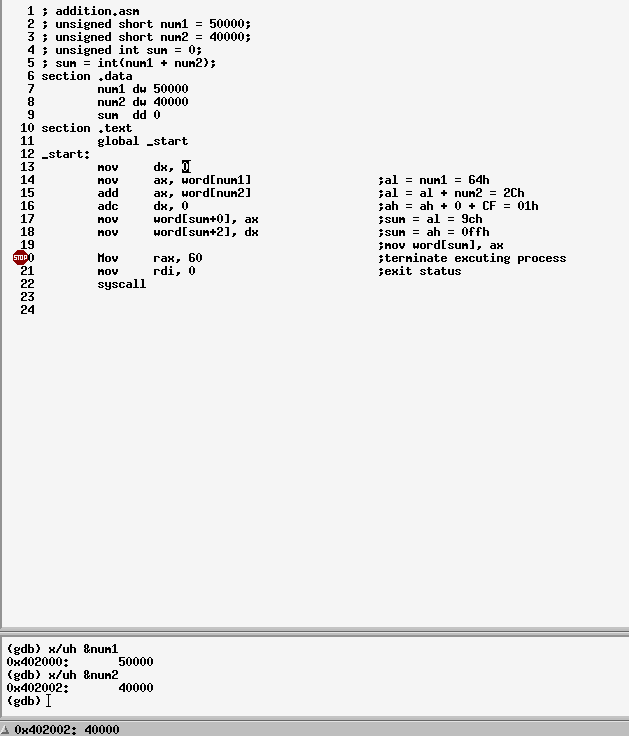 1 ; addition.asm
2 ; unsigned short num1 = 50000;
3 ; unsigned short num2 = 40000;
4 ; unsigned int sum = 0;
5 ; sum = int(num1 + num2);
6 section .data
7 num1 dw 50000
8 num2 dw 40000
9 sum dd 0
10 section .text
11 global _start
12 _start:
13 mov dx, 0
14 mov ax, word[num1] ;al = num1 = 64h
15 add ax, word[num2] ;al = al + num2 = 2Ch
16 adc dx, 0 ;ah = ah + 0 + CF = 01h
17 mov word[sum+0], ax ;sum = al = 9ch
18 mov word[sum+2], dx ;sum = ah = 0ffh
19 ;mov word[sum], ax
STOP 0 Mov rax, 60 ;terminate excuting process
21 mov rdi, 0 ;exit status
22 syscall
23
24
(gdb) x/uh &num1
0x402000: 50000
(gdb) x/uh &num2
0x402002: 40000
(gdb)
0x402002: 40000